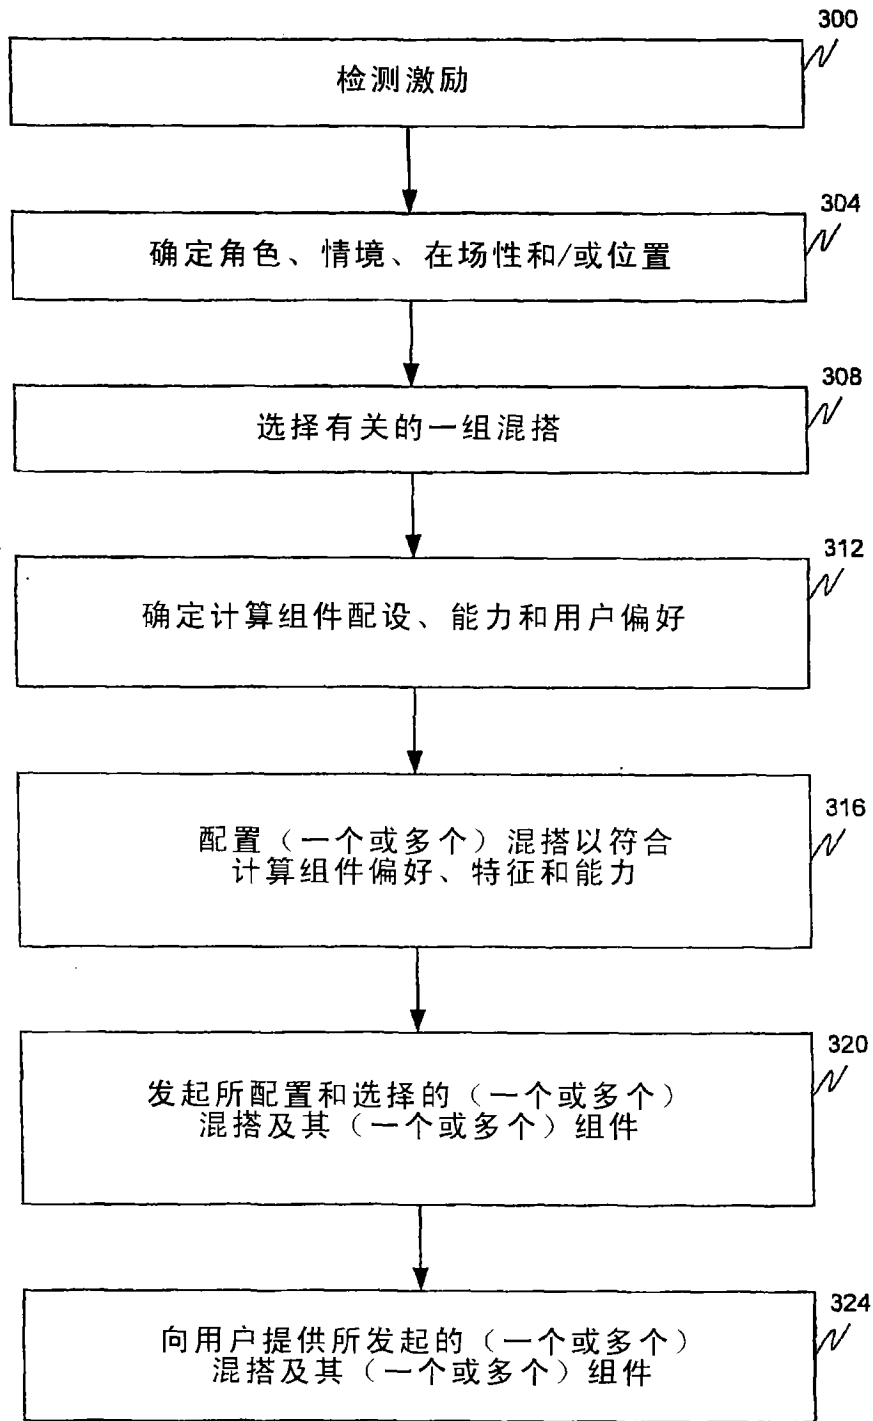 300
检测激励
304
确定角色、情境、在场性和/或位置
308
选择有关的一组混搭
312
确定计算组件配设、能力和用户偏好
316
配置（一个或多个）混搭以符合
计算组件偏好、特征和能力
320
发起所配置和选择的（一个或多个）
混搭及其（一个或多个）组件
324
向用户提供所发起的（一个或多个）
混搭及其（一个或多个）组件